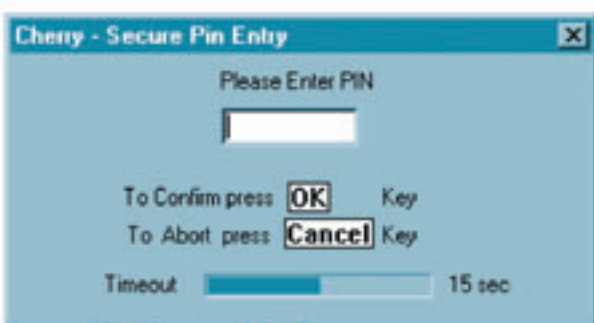 Cherry - Secure Pin Entry
Please Enter PIN
To Confirm press OK Key
To Abort press Cancel Key
Timeout 15 sec